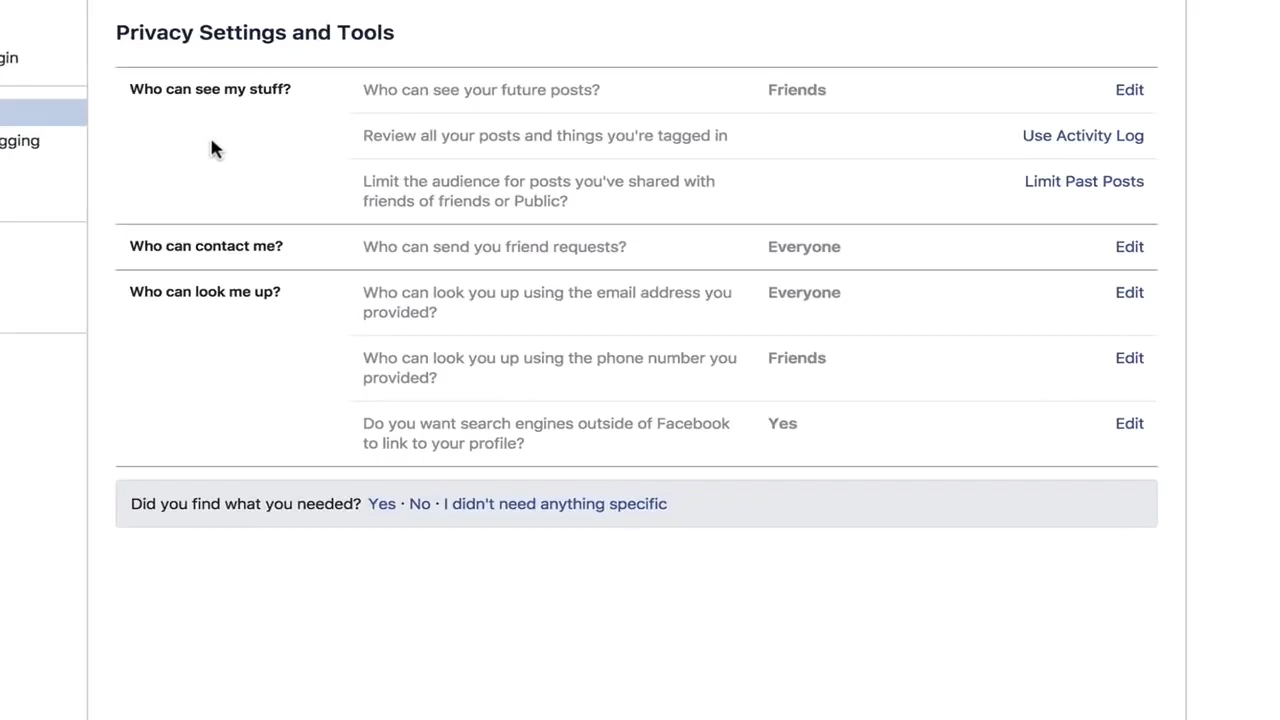 Privacy Settings and Tools
gin
Who can see my stuff?
Who can see your future posts?
Friends
Edit
gging
Review all your posts and things you're tagged in
Use Activity Log
Limit the audience for posts you've shared with
friends of friends or Public?
Limit Past Posts
Who can contact me?
Who can send you friend requests?
Everyone
Edit
Who can look me up?
Who can look you up using the email address you
provided?
Everyone
Edit
Who can look you up using the phone number you
provided?
Friends
Edit
Do you want search engines outside of Facebook
to link to your profile?
Yes
Edit
Did you find what you needed? Yes · No · I didn't need anything specific